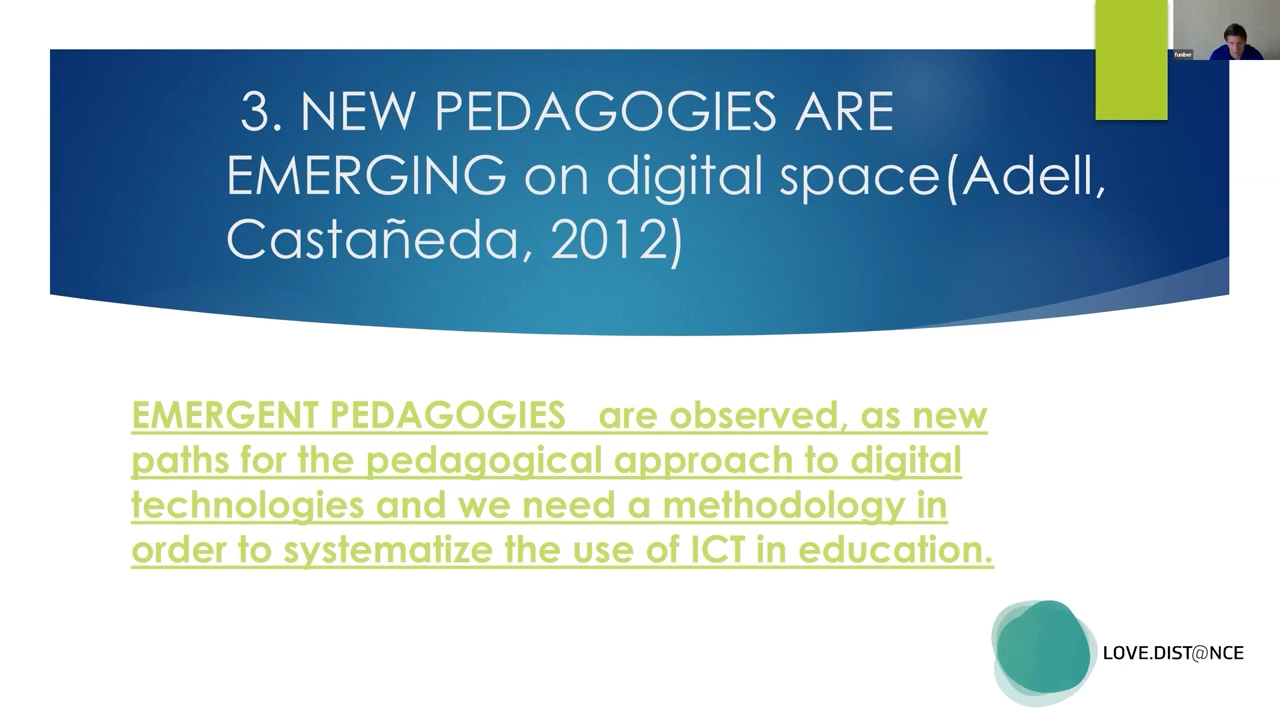 funiber
3. NEW PEDAGOGIES ARE
EMERGING on digital space(Adell,
Castañeda, 2012)
EMERGENT PEDAGOGIES are observed, as new
paths for the pedagogical approach to digital
technologies and we need a methodology in
order to systematize the use of ICT in education.
LOVE.DIST@NCE